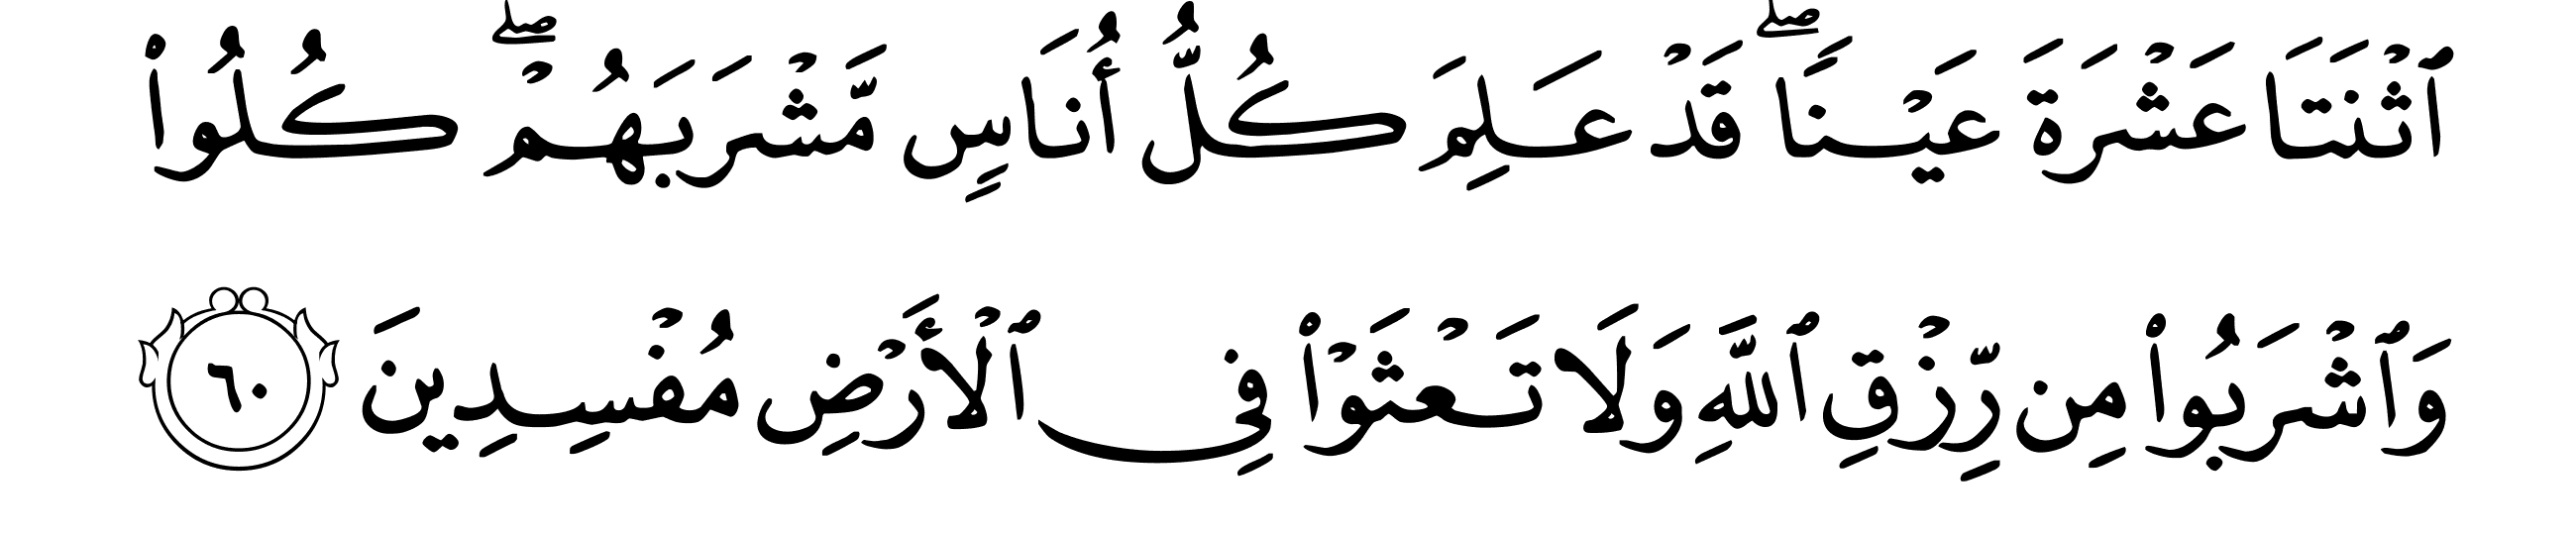 ٱثْنَتَا عَشْرَةَ عَيْنًاۖ قَدْ عَلِمَ كُلُّ أُنَاسٍ مَّشْرَبَهُمْۖ كُلُوا۟
وَٱشْرَبُوا۟ مِن رِّزْقِ ٱللَّهِ وَلَا تَعْثَوْا۟ فِى ٱلْأَرْضِ مُفْسِدِينَ ٦٠